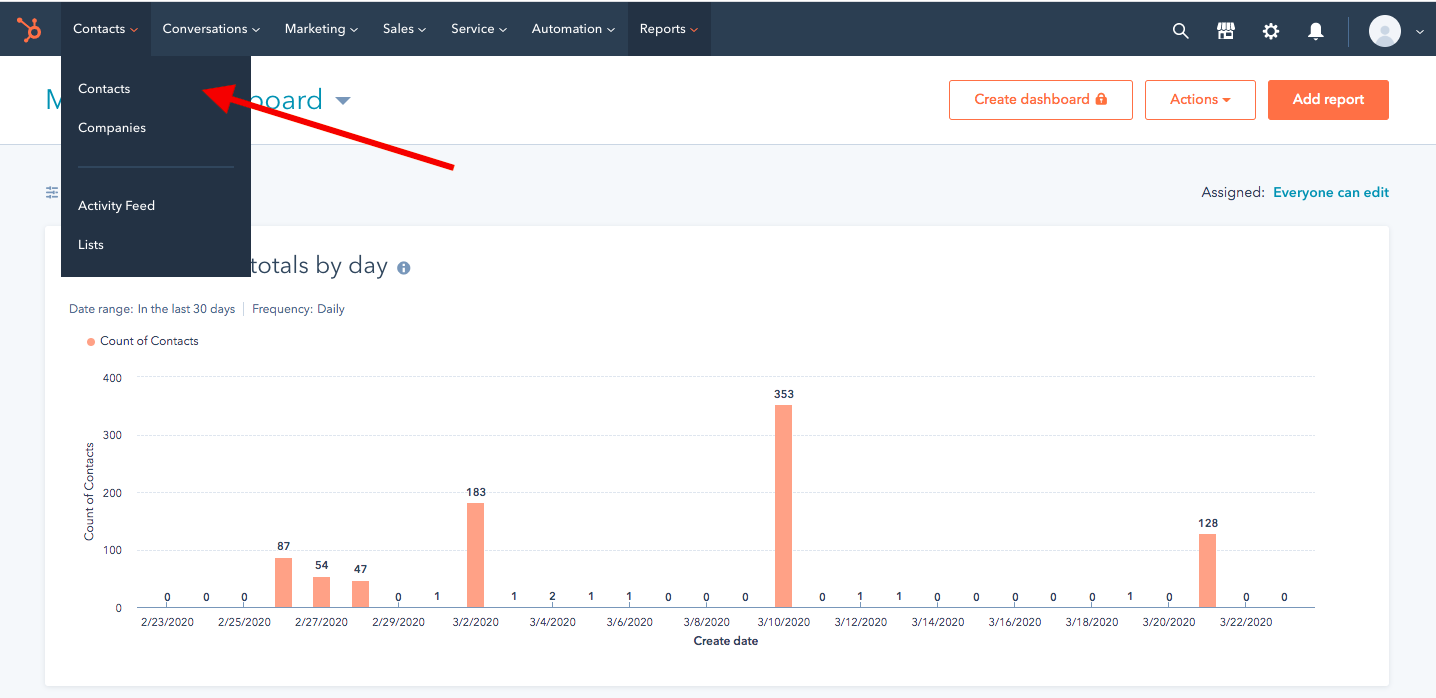 Contacts Conversations Marketing Sales Service Automation Reports
Contacts
Companies
Activity Feed
Lists
Create dashboard Actions Add report
Assigned: Everyone can edit
totals by day
Date range: In the last 30 days Frequency: Daily
Count of Contacts
400
300
200
100
0
Count of Contacts
0 0 0 87 54 47 0 1 183 1 2 1 1 0 0 0 353 0 1 1 0 0 0 0 0 1 0 128 0 0
2/23/2020 2/25/2020 2/27/2020 2/29/2020 3/2/2020 3/4/2020 3/6/2020 3/8/2020 3/10/2020 3/12/2020 3/14/2020 3/16/2020 3/18/2020 3/20/2020 3/22/2020
Create date